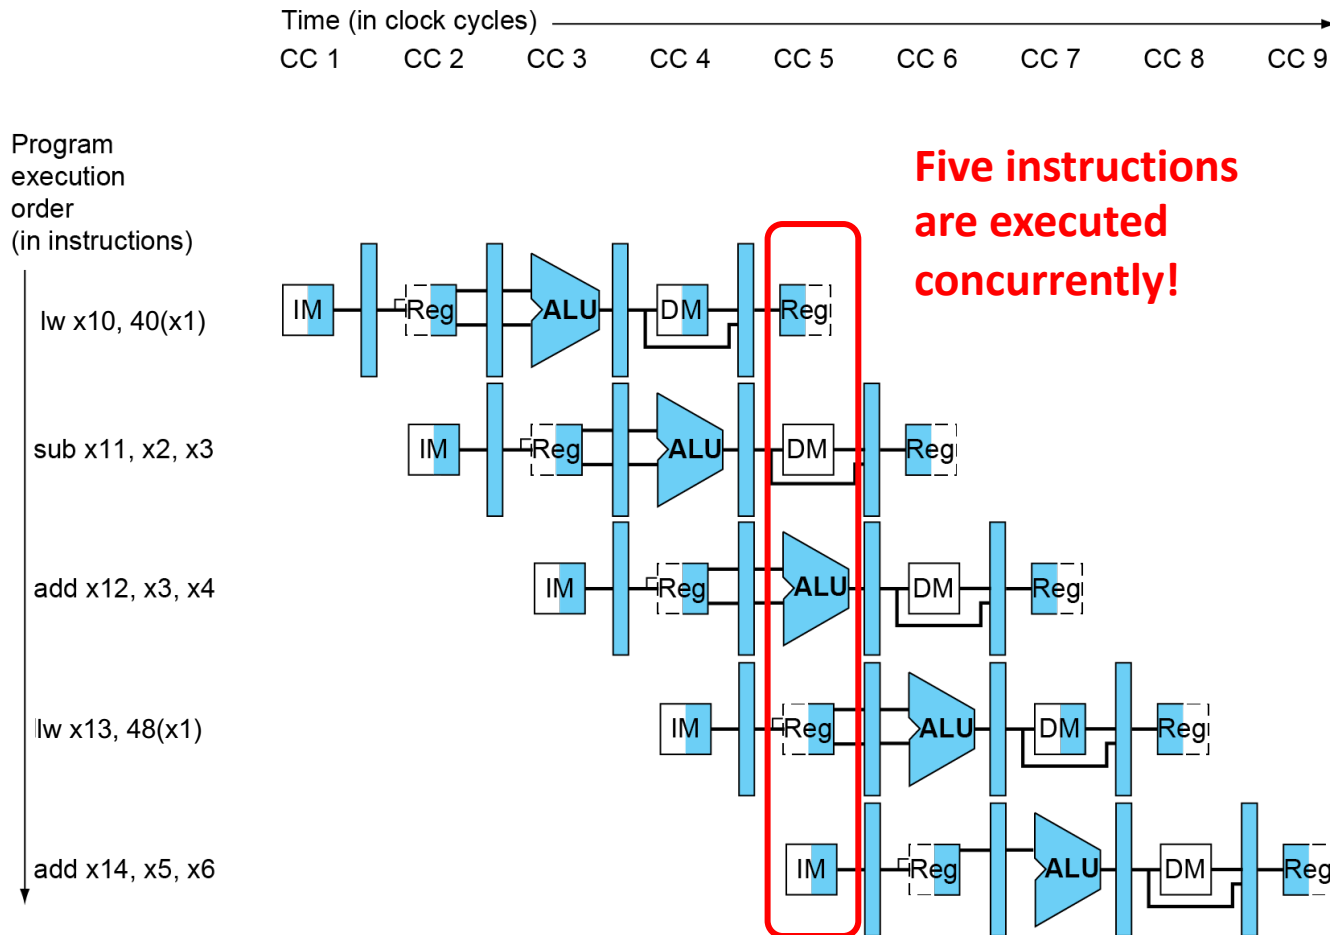 Time (in clock cycles)
CC 1 CC 2 CC 3 CC 4 CC 5 CC 6 CC 7 CC 8 CC 9
Program
execution
order
(in instructions)
Five instructions
are executed
concurrently!
lw x10, 40(x1) IM Reg ALU DM Reg
sub x11, x2, x3 IM Reg ALU DM Reg
add x12, x3, x4 IM Reg ALU DM Reg
lw x13, 48(x1) IM Reg ALU DM Reg
add x14, x5, x6 IM Reg ALU DM Reg